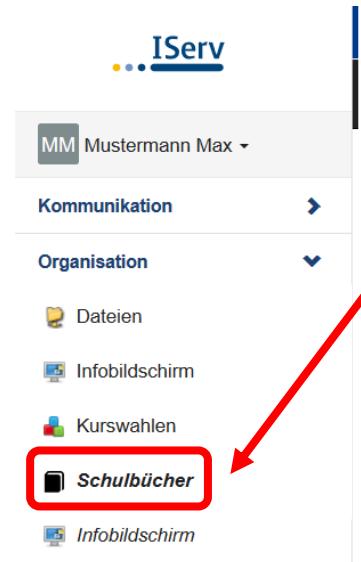 IServ
MM Mustermann Max
Kommunikation
Organisation
Dateien
Infobildschirm
Kurswahlen
Schulbücher
Infobildschirm